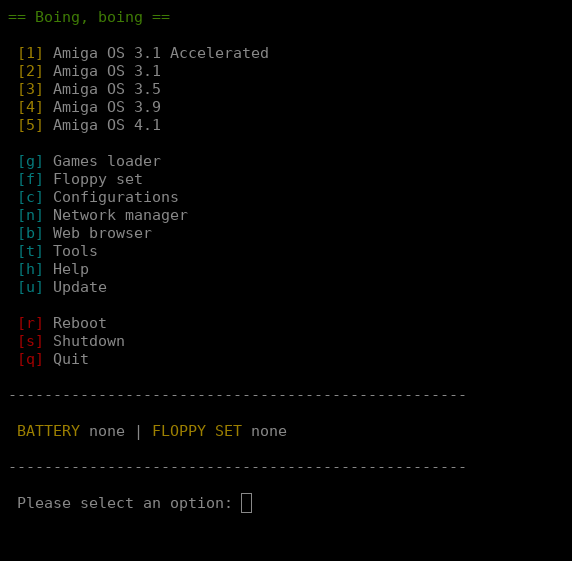 == Boing, boing ==
[1] Amiga OS 3.1 Accelerated
[2] Amiga OS 3.1
[3] Amiga OS 3.5
[4] Amiga OS 3.9
[5] Amiga OS 4.1
[g] Games loader
[f] Floppy set
[c] Configurations
[n] Network manager
[b] Web browser
[t] Tools
[h] Help
[u] Update
[r] Reboot
[s] Shutdown
[q] Quit
---------------------------------------------------
BATTERY none | FLOPPY SET none
---------------------------------------------------
Please select an option: